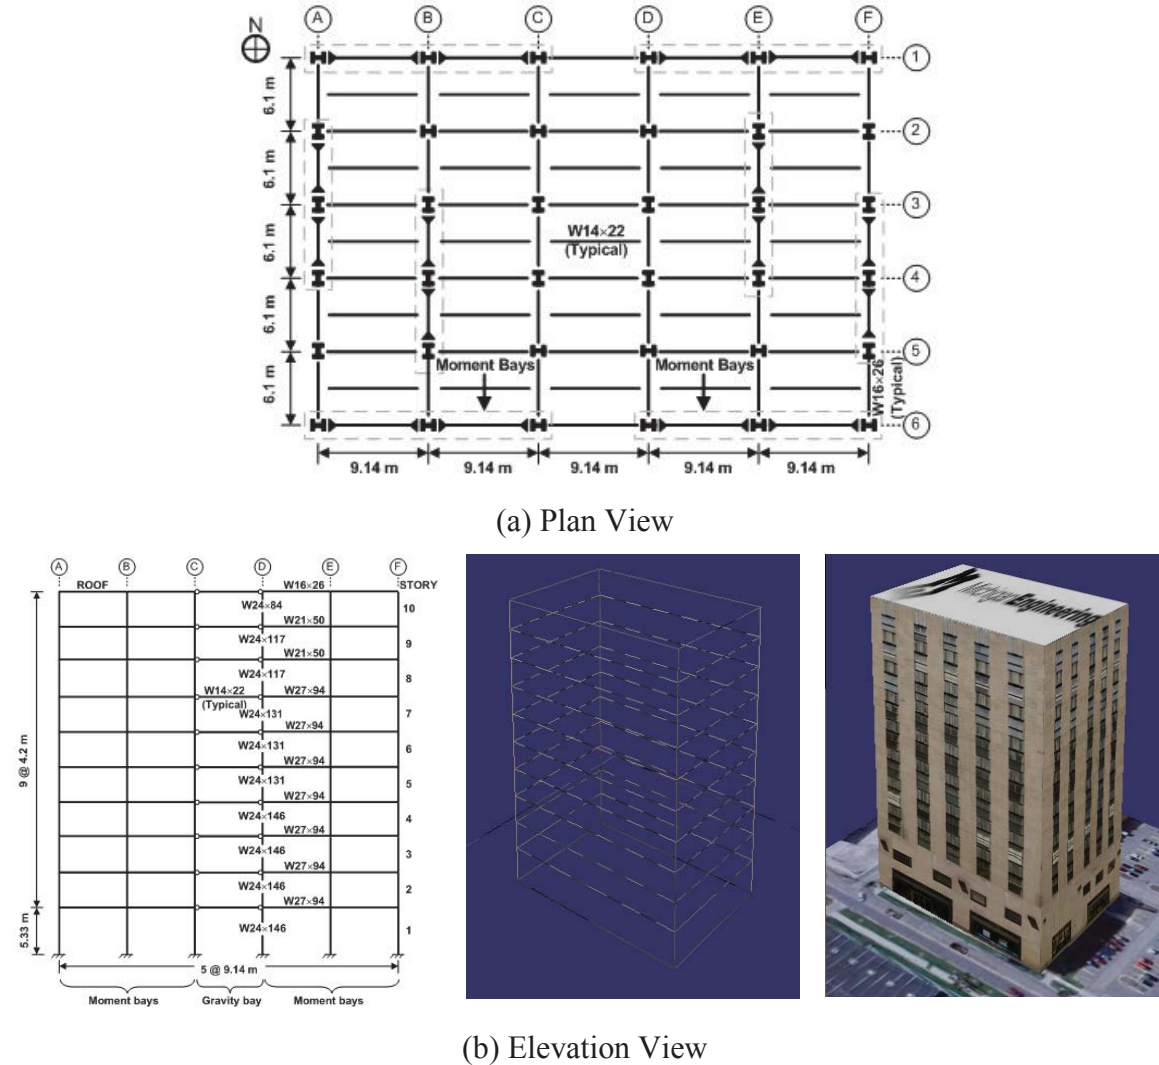 A B C D E F
N
1
6.1 m
2
6.1 m
3
6.1 m
W14×22
(Typical)
4
6.1 m
5
Moment Bays
Moment Bays
6.1 m
W16×26
(Typical)
6
9.14 m 9.14 m 9.14 m 9.14 m 9.14 m
(a) Plan View
A B C D E F
ROOF W16×26 STORY
W24×84 10
W21×50
W24×117 9
W21×50
W24×117 8
W14×22 W27×94
(Typical)
W24×131 7
W27×94
W24×131 6
W27×94
W24×131 5
W27×94
W24×146 4
W27×94
W24×146 3
W27×94
W24×146 2
W27×94
W24×146 1
9 @ 4.2 m
5.33 m
5 @ 9.14 m
Moment bays Gravity bay Moment bays
Michigan Engineering
(b) Elevation View